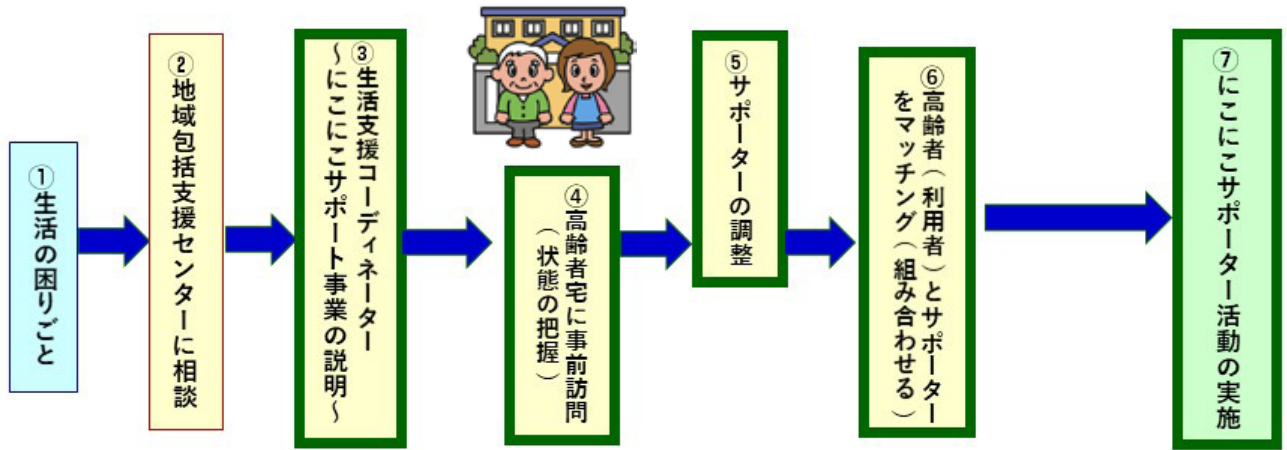 ①生活の困りごと
②地域包括支援センターに相談
③生活支援コーディネーター
～にこにこサポート事業の説明～
④高齢者宅に事前訪問
（状態の把握）
⑤サポーターの調整
⑥高齢者（利用者）とサポーター
をマッチング（組み合わせる）
⑦にこにこサポーター活動の実施